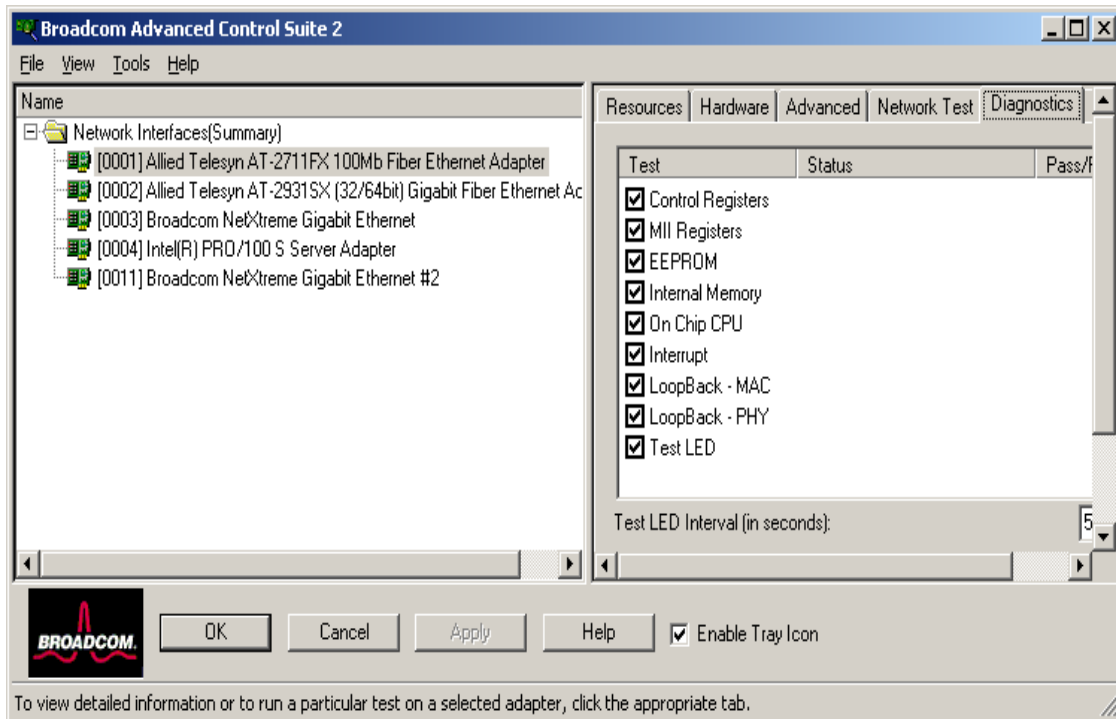 Broadcom Advanced Control Suite 2
File View Tools Help
Name
Network Interfaces(Summary)
[0001] Allied Telesyn AT-2711FX 100Mb Fiber Ethernet Adapter
[0002] Allied Telesyn AT-2931SX (32/64bit) Gigabit Fiber Ethernet Ac
[0003] Broadcom NetXtreme Gigabit Ethernet
[0004] Intel(R) PRO/100 S Server Adapter
[0011] Broadcom NetXtreme Gigabit Ethernet #2
Resources Hardware Advanced Network Test Diagnostics
Test Status Pass/F
Control Registers
MII Registers
EEPROM
Internal Memory
On Chip CPU
Interrupt
LoopBack - MAC
LoopBack - PHY
Test LED
Test LED Interval (in seconds): 5
BROADCOM.
OK Cancel Apply Help Enable Tray Icon
To view detailed information or to run a particular test on a selected adapter, click the appropriate tab.